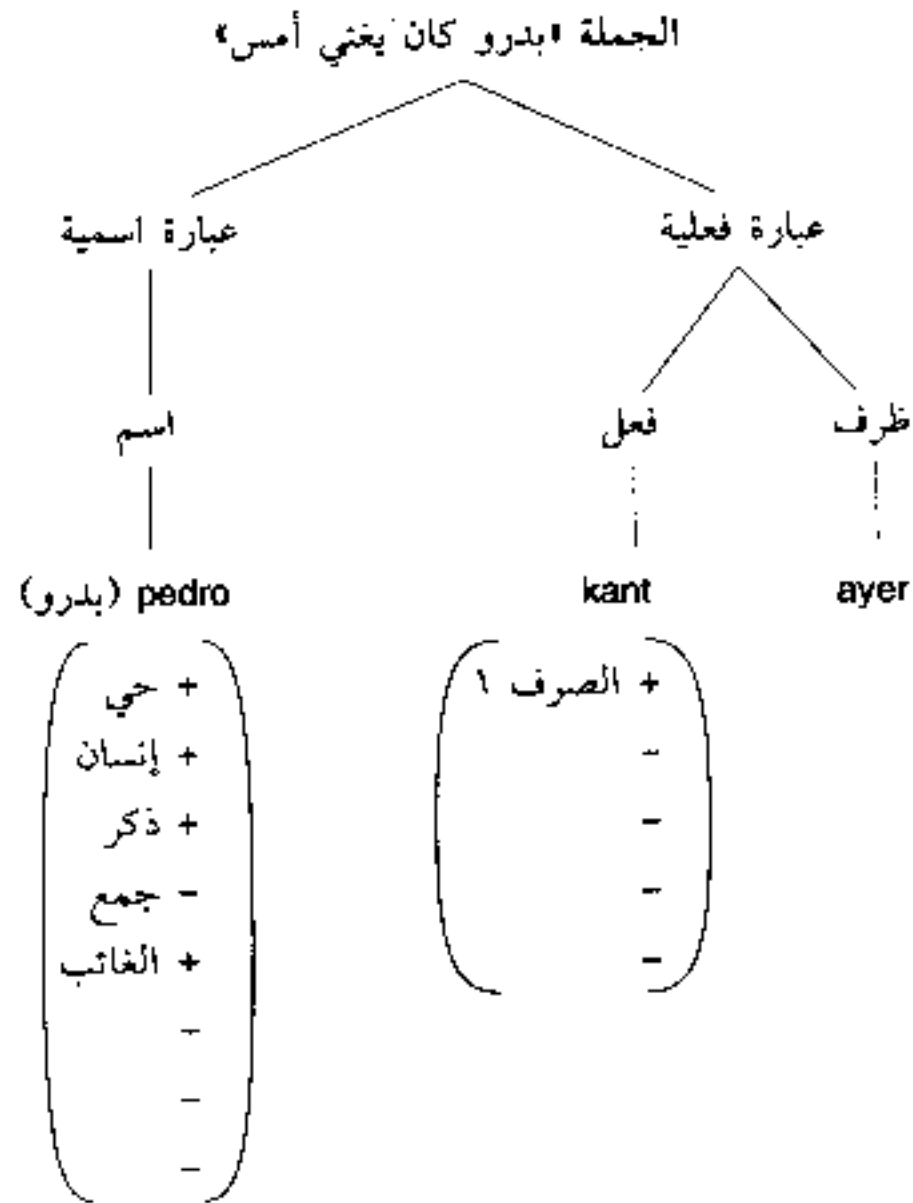 الجملة «بدرو كان يغني أمس»
عبارة فعلية عبارة اسمية
ظرف فعل اسم
pedro (بدرو) kant ayer
+ حي
+ إنسان
+ ذكر
- جمع
+ الغائب
-
-
-
+ الصرف ١
-
-
-
-